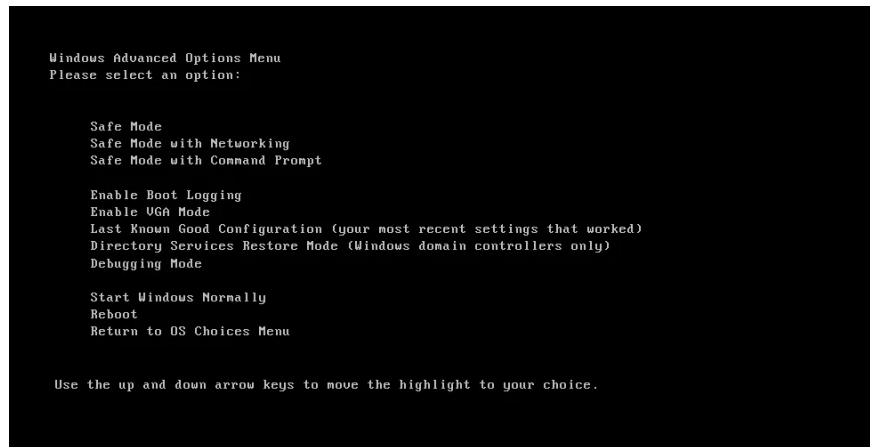 Windows Advanced Options Menu
Please select an option:
Safe Mode
Safe Mode with Networking
Safe Mode with Command Prompt
Enable Boot Logging
Enable VGA Mode
Last Known Good Configuration (your most recent settings that worked)
Directory Services Restore Mode (Windows domain controllers only)
Debugging Mode
Start Windows Normally
Reboot
Return to OS Choices Menu
Use the up and down arrow keys to move the highlight to your choice.